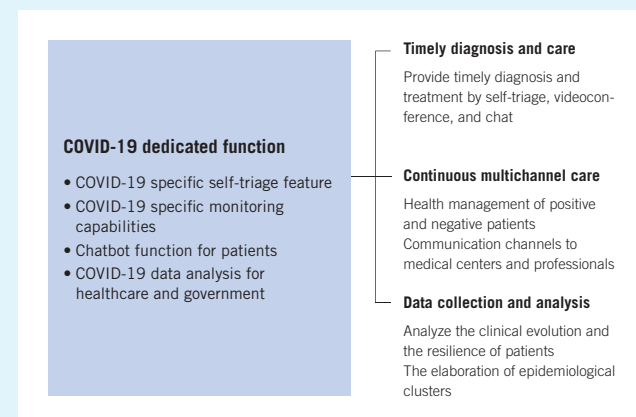 COVID-19 dedicated function
• COVID-19 specific self-triage feature
• COVID-19 specific monitoring
capabilities
• Chatbot function for patients
• COVID-19 data analysis for
healthcare and government
Timely diagnosis and care
Provide timely diagnosis and
treatment by self-triage, videocon-
ference, and chat
Continuous multichannel care
Health management of positive
and negative patients
Communication channels to
medical centers and professionals
Data collection and analysis
Analyze the clinical evolution and
the resilience of patients
The elaboration of epidemiological
clusters